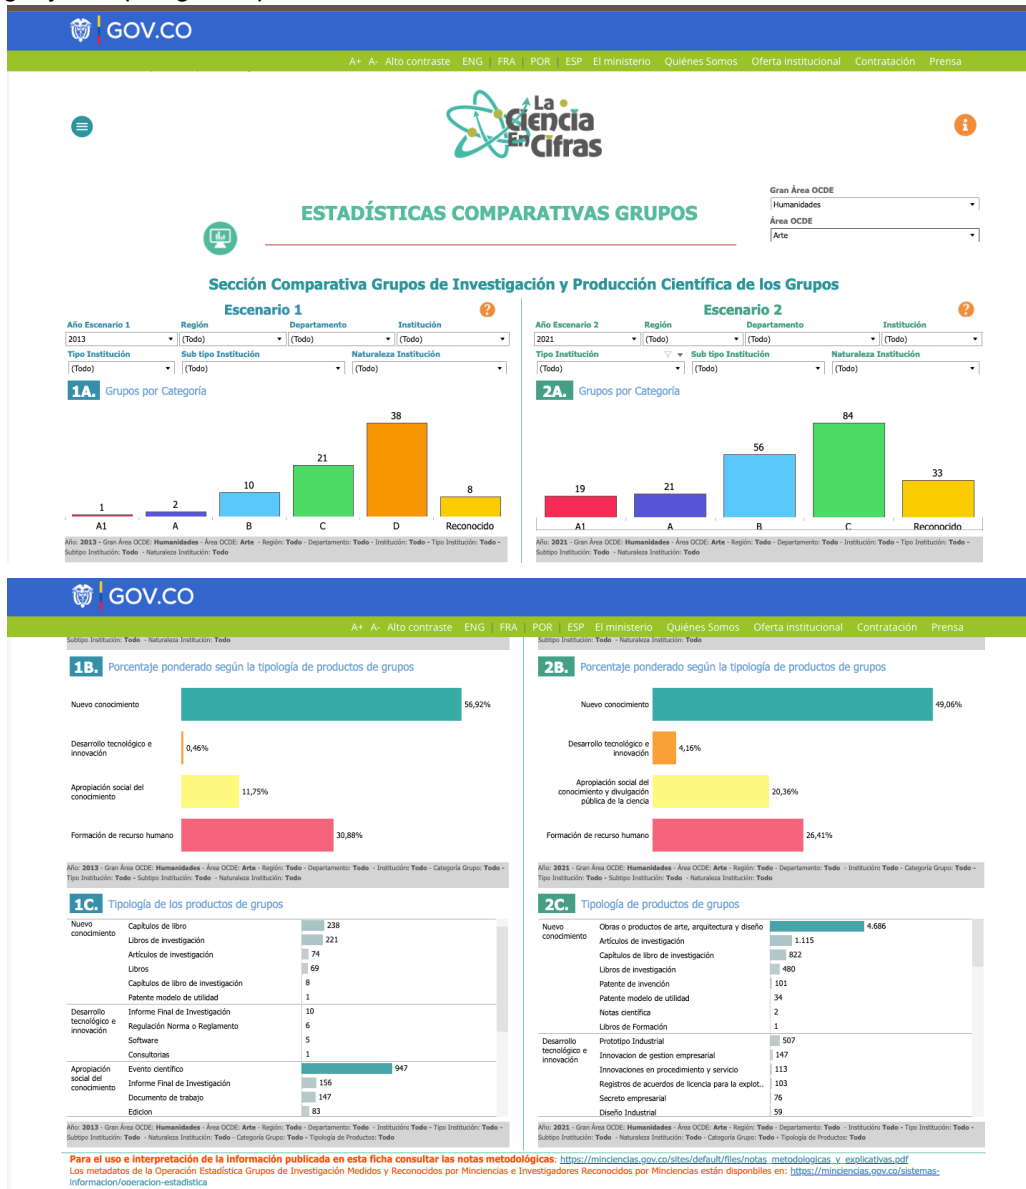 GOV.CO
A+ A- Alto contraste ENG | FRA | POR | ESP El ministerio Quiénes Somos Oferta institucional Contratación Prensa
La
Ciencia
En Cifras
Gran Área OCDE
Humanidades
Área OCDE
Arte
ESTADÍSTICAS COMPARATIVAS GRUPOS
Sección Comparativa Grupos de Investigación y Producción Científica de los Grupos
Escenario 1
Año Escenario 1 Región Departamento Institución
2013 (Todo) (Todo) (Todo)
Tipo Institución Sub tipo Institución Naturaleza Institución
(Todo) (Todo) (Todo)
1A. Grupos por Categoría
1 2 10 21 38 8
A1 A B C D Reconocido
Año: 2013 - Gran Área OCDE: Humanidades - Área OCDE: Arte - Región: Todo - Departamento: Todo - Institución: Todo - Tipo Institución: Todo -
Subtipo Institución: Todo - Naturaleza Institución: Todo
Escenario 2
Año Escenario 2 Región Departamento Institución
2021 (Todo) (Todo) (Todo)
Tipo Institución Sub tipo Institución Naturaleza Institución
(Todo) (Todo) (Todo)
2A. Grupos por Categoría
19 21 56 84 33
A1 A B C Reconocido
Año: 2021 - Gran Área OCDE: Humanidades - Área OCDE: Arte - Región: Todo - Departamento: Todo - Institución: Todo - Tipo Institución: Todo -
Subtipo Institución: Todo - Naturaleza Institución: Todo
GOV.CO
A+ A- Alto contraste ENG | FRA | POR | ESP El ministerio Quiénes Somos Oferta institucional Contratación Prensa
Subtipo Institución: Todo - Naturaleza Institución: Todo
1B. Porcentaje ponderado según la tipología de productos de grupos
Nuevo conocimiento 56,92%
Desarrollo tecnológico e
innovación 0,46%
Apropiación social del
conocimiento 11,75%
Formación de recurso humano 30,88%
Año: 2013 - Gran Área OCDE: Humanidades - Área OCDE: Arte - Región: Todo - Departamento: Todo - Institución: Todo - Categoría Grupo: Todo -
Tipo Institución: Todo - Subtipo Institución: Todo - Naturaleza Institución: Todo
1C. Tipología de los productos de grupos
Nuevo
conocimiento
Capítulos de libro 238
Libros de investigación 221
Artículos de investigación 74
Libros 69
Capítulos de libro de investigación 8
Patente modelo de utilidad 1
Desarrollo
tecnológico e
innovación
Informe Final de Investigación 10
Regulación Norma o Reglamento 6
Software 5
Consultorias 1
Apropiación
social del
conocimiento
Evento científico 947
Informe Final de Investigación 156
Documento de trabajo 147
Edicion 83
Año: 2013 - Gran Área OCDE: Humanidades - Área OCDE: Arte - Región: Todo - Departamento: Todo - Institución: Todo - Tipo Institución: Todo -
Subtipo Institución: Todo - Naturaleza Institución: Todo - Categoría Grupo: Todo - Tipología de Productos: Todo
Subtipo Institución: Todo - Naturaleza Institución: Todo
2B. Porcentaje ponderado según la tipología de productos de grupos
Nuevo conocimiento 49,06%
Desarrollo tecnológico e
innovación 4,16%
Apropiación social del
conocimiento y divulgación
pública de la ciencia 20,36%
Formación de recurso humano 26,41%
Año: 2021 - Gran Área OCDE: Humanidades - Área OCDE: Arte - Región: Todo - Departamento: Todo - Institución: Todo - Categoría Grupo: Todo -
Tipo Institución: Todo - Subtipo Institución: Todo - Naturaleza Institución: Todo
2C. Tipología de productos de grupos
Nuevo
conocimiento
Obras o productos de arte, arquitectura y diseño 4.686
Artículos de investigación 1.115
Capítulos de libro de investigación 822
Libros de investigación 480
Patente de invención 101
Patente modelo de utilidad 34
Notas científica 2
Libros de Formación 1
Desarrollo
tecnológico e
innovación
Prototipo Industrial 507
Innovacion de gestion empresarial 147
Innovaciones en procedimiento y servicio 113
Registros de acuerdos de licencia para la explot.. 103
Secreto empresarial 76
Diseño Industrial 59
Año: 2021 - Gran Área OCDE: Humanidades - Área OCDE: Arte - Región: Todo - Departamento: Todo - Institución: Todo - Tipo Institución: Todo -
Subtipo Institución: Todo - Naturaleza Institución: Todo - Categoría Grupo: Todo - Tipología de Productos: Todo
Para el uso e interpretación de la información publicada en esta ficha consultar las notas metodológicas: https://minciencias.gov.co/sites/default/files/notas_metodologicas_y_explicativas.pdf
Los metadatos de la Operación Estadística Grupos de Investigación Medidos y Reconocidos por Minciencias e Investigadores Reconocidos por Minciencias están disponbiles en: https://minciencias.gov.co/sistemas-
informacion/operacion-estadistica